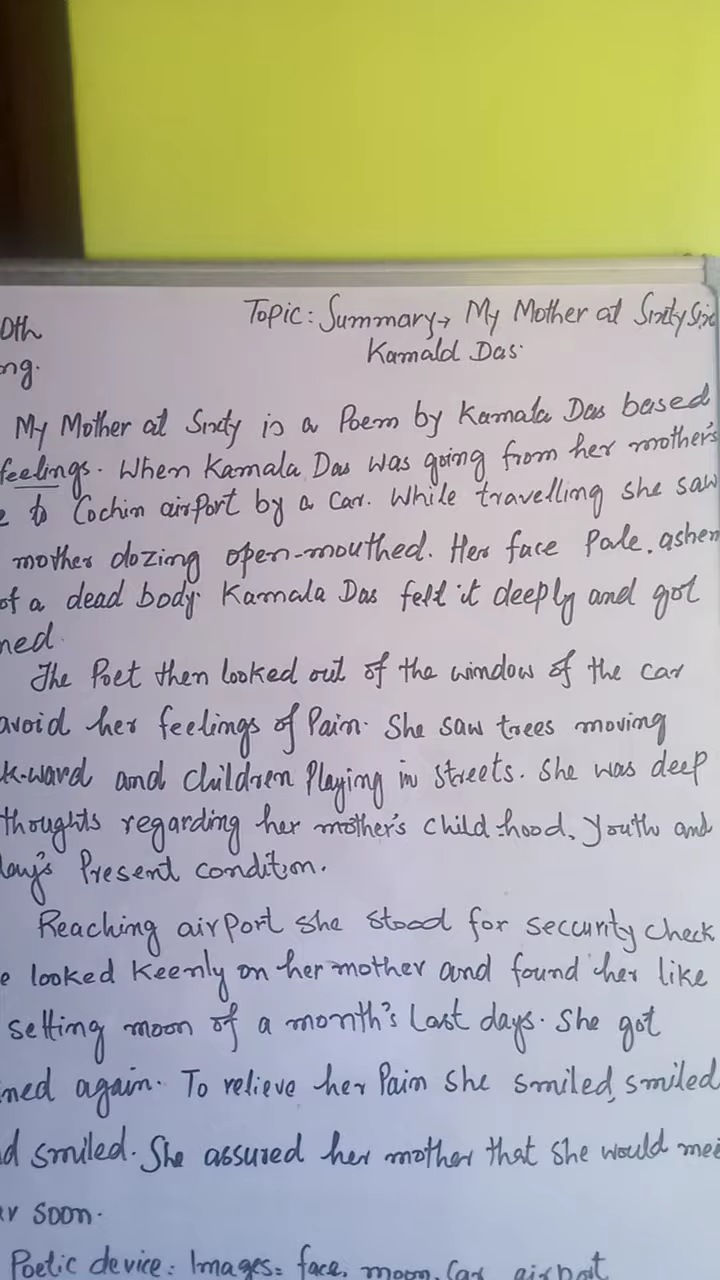 Topic: Summary→ My Mother at Sixty Six
0th
Kamala Das.
ng.
My Mother at Sixty is a Poem by Kamala Das based
feelings. When Kamala Das was going from her mother's
e to Cochin airport by a car. While travelling she saw
mother dozing open-mouthed. Her face Pale, ashen
of a dead body. Kamala Das felt it deeply and got
ned.
The Poet then looked out of the window of the car
avoid her feelings of Pain. She saw trees moving
k-ward and children Playing in streets. She was deep
thoughts regarding her mother's child-hood, youth and
day's Present condition.
Reaching airport she stood for security check
e looked keenly on her mother and found her like
setting moon of a month's last days. She got
ned again. To relieve her Pain she smiled, smiled
d smiled. She assured her mother that she would mee
er soon.
Poetic device: Images = face, moon, Car, airport